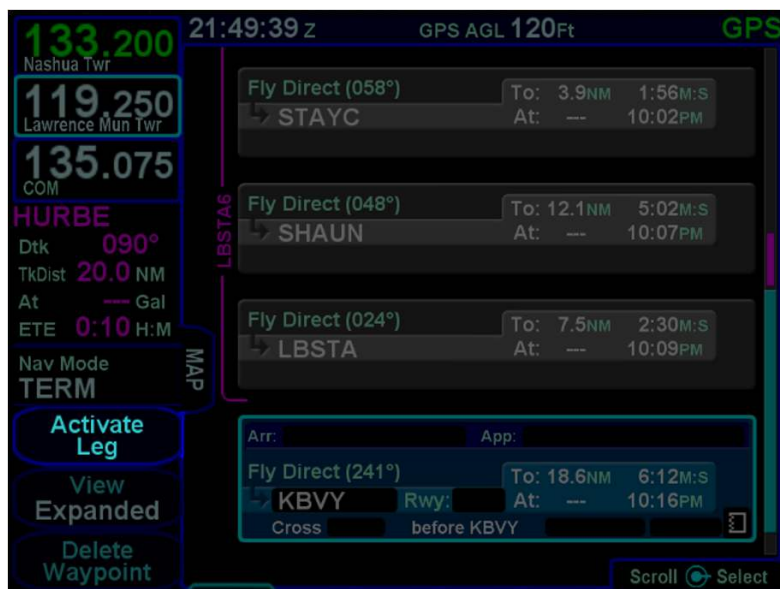 133.200 21:49:39 Z GPS AGL 120Ft GPS
Nashua Twr
119.250
Lawrence Mun Twr
135.075
COM
HURBE
Dtk 090°
TkDist 20.0 NM
At --- Gal
ETE 0:10 H:M
Nav Mode
TERM
Activate
Leg
View
Expanded
Delete
Waypoint
MAP
LBSTA6
Fly Direct (058°) To: 3.9NM 1:56M:S
STAYC At: --- 10:02PM
Fly Direct (048°) To: 12.1NM 5:02M:S
SHAUN At: --- 10:07PM
Fly Direct (024°) To: 7.5NM 2:30M:S
LBSTA At: --- 10:09PM
Arr: App:
Fly Direct (241°) To: 18.6NM 6:12M:S
KBVY Rwy: At: --- 10:16PM
Cross before KBVY
Scroll Select